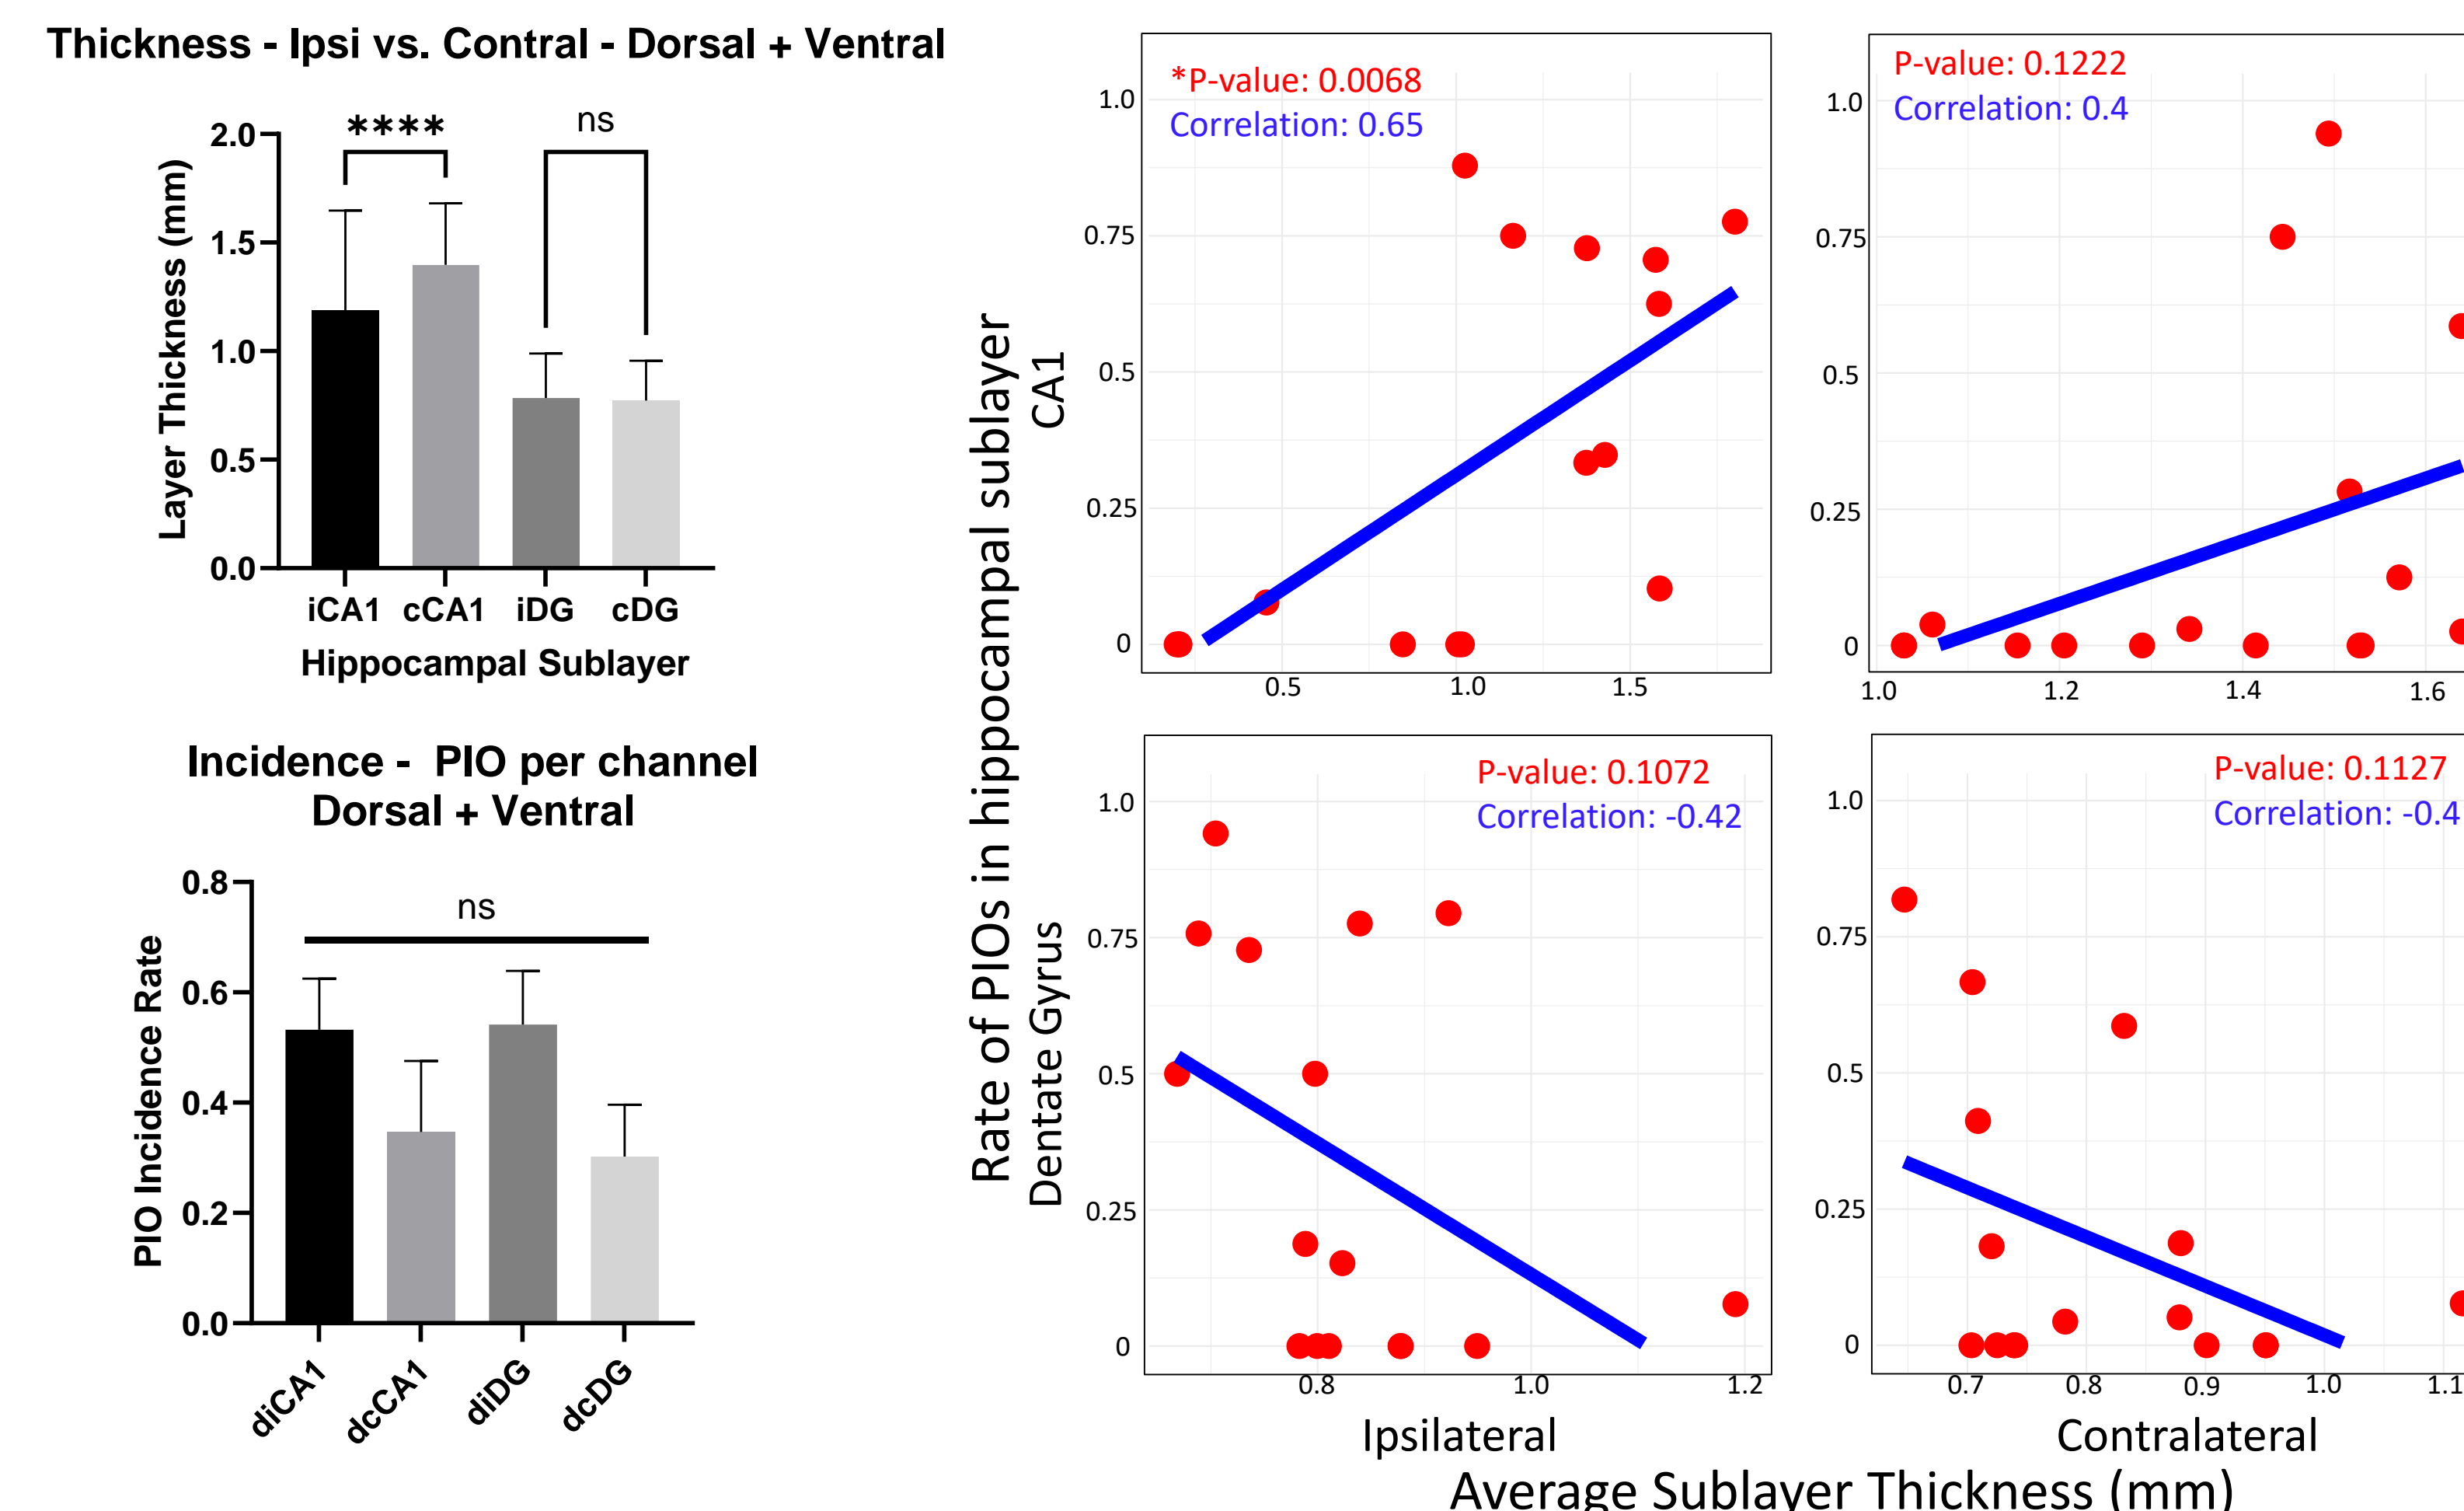 Thickness - Ipsi vs. Contral - Dorsal + Ventral
****
ns
2.0
1.5
1.0
0.5
0.0
Layer Thickness (mm)
iCA1 cCA1 iDG cDG
Hippocampal Sublayer
Incidence - PIO per channel
Dorsal + Ventral
ns
0.8
0.6
0.4
0.2
0.0
PIO Incidence Rate
diCA1 dcCA1 diDG dcDG
Rate of PIOs in hippocampal sublayer
CA1
*P-value: 0.0068
Correlation: 0.65
1.0
0.75
0.5
0.25
0
0.5 1.0 1.5
P-value: 0.1222
Correlation: 0.4
1.0
0.75
0.5
0.25
0
1.0 1.2 1.4 1.6
Dentate Gyrus
P-value: 0.1072
Correlation: -0.42
1.0
0.75
0.5
0.25
0
0.8 1.0 1.2
P-value: 0.1127
Correlation: -0.4
1.0
0.75
0.5
0.25
0
0.7 0.8 0.9 1.0 1.1
Ipsilateral
Contralateral
Average Sublayer Thickness (mm)